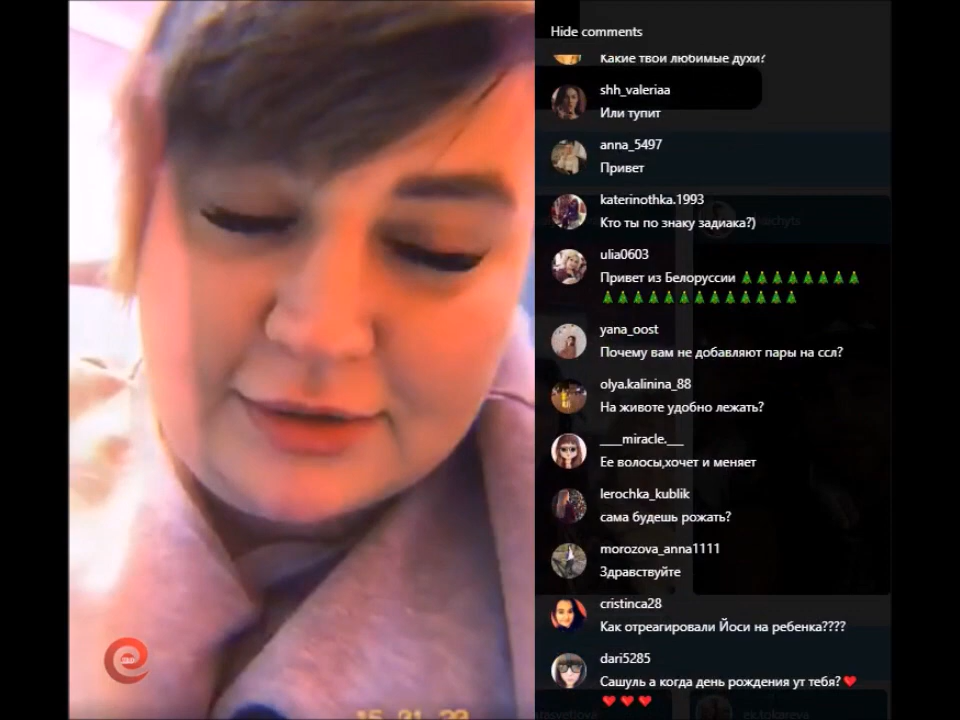 Hide comments
Какие твои любимые духи?
shh_valeriaa
Или тупит
anna_5497
Привет
katerinothka.1993
Кто ты по знаку задиака?)
ulia0603
Привет из Белоруссии 🎄🎄🎄🎄🎄🎄🎄🎄
🎄🎄🎄🎄🎄🎄🎄🎄🎄🎄🎄🎄🎄
yana_oost
Почему вам не добавляют пары на ссл?
olya.kalinina_88
На животе удобно лежать?
____miracle.___
Ее волосы,хочет и меняет
lerochka_kublik
сама будешь рожать?
morozova_anna1111
Здравствуйте
cristinca28
Как отреагировали Йоси на ребенка????
dari5285
Сашуль а когда день рождения ут тебя?❤️
❤️❤️❤️